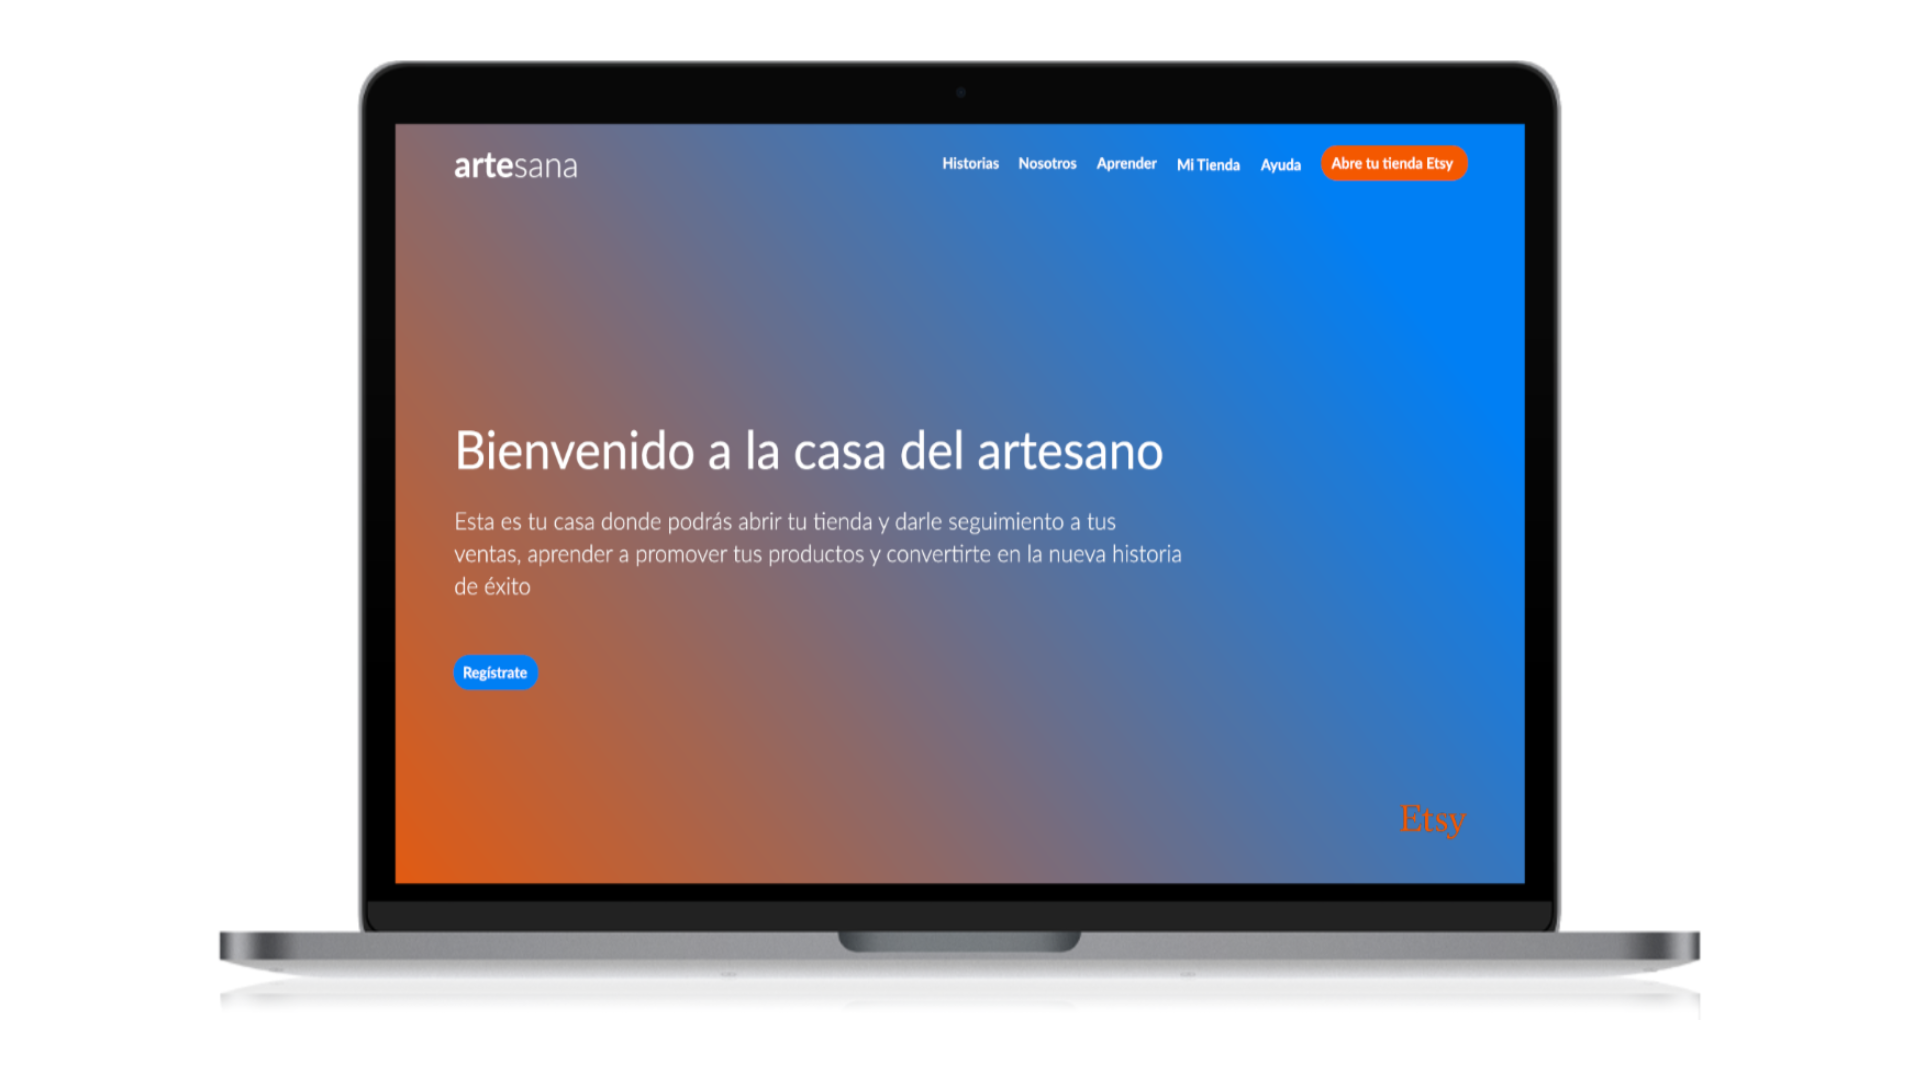 artesana
Historias Nosotros Aprender Mi Tienda Ayuda Abre tu tienda Etsy
Bienvenido a la casa del artesano
Esta es tu casa donde podrás abrir tu tienda y darle seguimiento a tus
ventas, aprender a promover tus productos y convertirte en la nueva historia
de éxito
Regístrate
Etsy